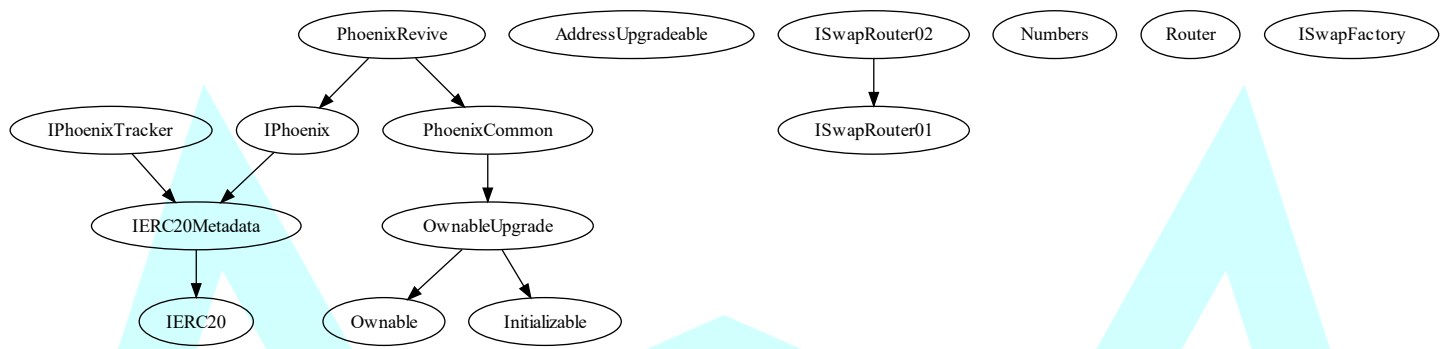 PhoenixRevive
AddressUpgradeable
ISwapRouter02
Numbers
Router
ISwapFactory
IPhoenixTracker
IPhoenix
PhoenixCommon
ISwapRouter01
IERC20Metadata
OwnableUpgrade
IERC20
Ownable
Initializable